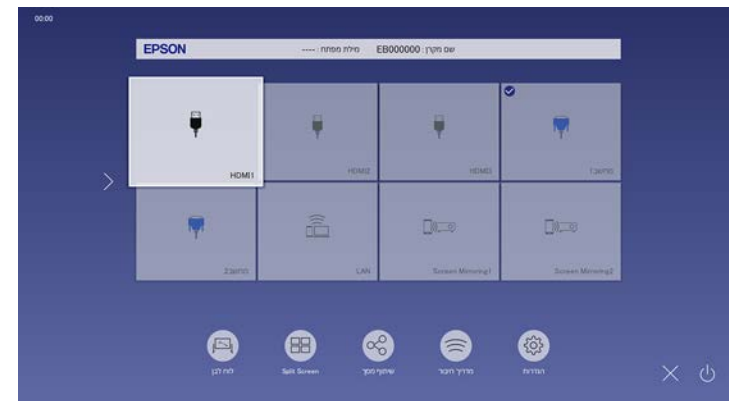 00:00
EPSON
שם מקרן: EB000000 מילת מפתח: ----
HDMI1
HDMI2
HDMI3
מחשב1
מחשב2
LAN
Screen Mirroring1
Screen Mirroring2
לוח לבן
Split Screen
שיתוף מסך
מדריך חיבור
הגדרות